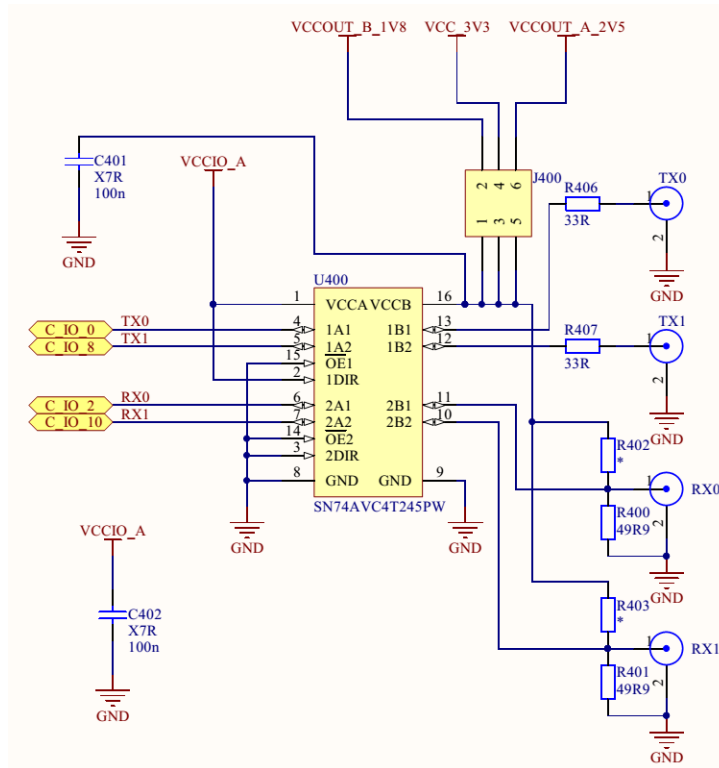 VCCOUT_B_1V8 VCC_3V3 VCCOUT_A_2V5
C401
X7R
100n
GND
VCCIO_A
2 4 6
1 3 5
J400
R406
33R
TX0
1
2
GND
U400
1 VCCA VCCB 16
C_IO_0 TX0 4 1A1 1B1 13
C_IO_8 TX1 5 1A2 1B2 12
15 OE1
2 1DIR
R407
33R
TX1
1
2
GND
C_IO_2 RX0 6 2A1 2B1 11
C_IO_10 RX1 7 2A2 2B2 10
14 OE2
3 2DIR
8 GND GND 9
SN74AVC4T245PW
GND
GND
R402
*
R400
49R9
1
2
RX0
GND
VCCIO_A
C402
X7R
100n
GND
R403
*
R401
49R9
1
2
RX1
GND